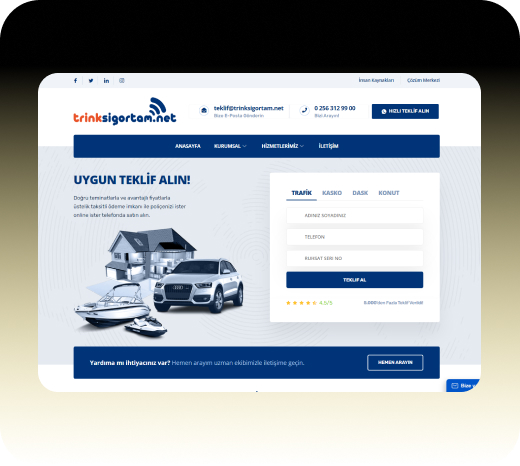 İnsan Kaynakları
Çözüm Merkezi
trinksigortam.net
teklif@trinksigortam.net
Bize E-Posta Gönderin
0 256 312 99 00
Bizi Arayın!
HIZLI TEKLİF ALIN
ANASAYFA
KURUMSAL
HİZMETLERİMİZ
İLETİŞİM
UYGUN TEKLİF ALIN!
Doğru teminatlarla ve avantajlı fiyatlarla
üstelik taksitli ödeme imkanı ile poliçenizi ister
online ister telefonda satın alın.
TRAFİK
KASKO
DASK
KONUT
ADINIZ SOYADINIZ
TELEFON
RUHSAT SERİ NO
TEKLİF AL
4.5/5
Fazla Teklif Verildi!
Yardıma mı ihtiyacınız var? Hemen arayın uzman ekibimizle iletişime geçin.
HEMEN ARAYIN
Bize